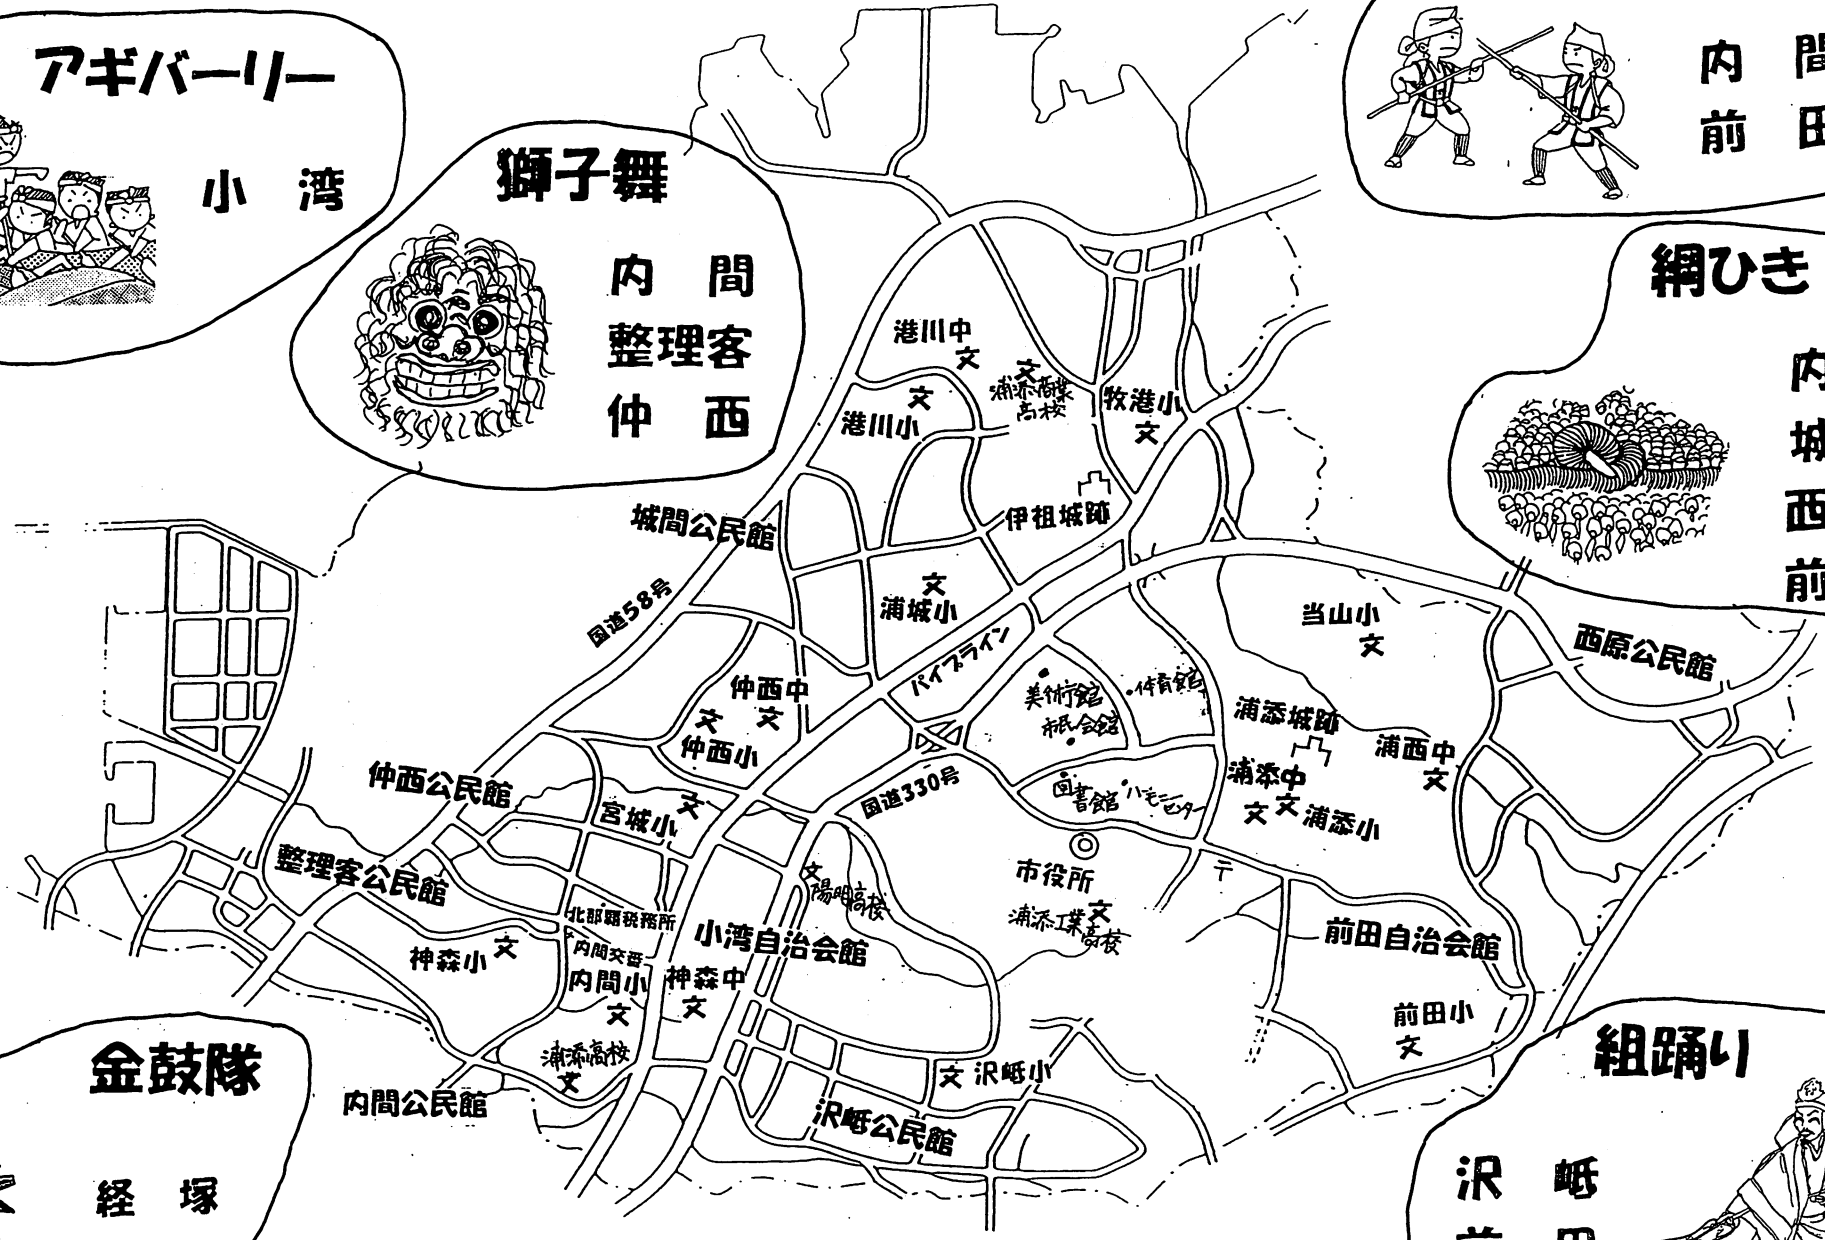 アギバーリー
小湾
獅子舞
内間
整理客
仲西
内間
前田
綱ひき
内
城
西
前
港川中
文
文
浦添商業
高校
文
港川小
牧港小
文
伊祖城跡
城間公民館
国道58号
文
浦城小
パイプライン
当山小
文
西原公民館
美術館
市民会館
体育館
浦添城跡
浦西中
文
浦添中
文
文
浦添小
仲西中
文
文
仲西小
国道330号
図書館
仲西公民館
文
宮城小
整理客公民館
市役所
〒
文
陽明高校
文
浦添工業高校
北那覇税務所
小湾自治会館
前田自治会館
神森小
文
内間交番
内間小
文
神森中
文
前田小
文
浦添高校
文
文
沢岻小
内間公民館
沢岻公民館
金鼓隊
経塚
組踊り
沢岻
前田